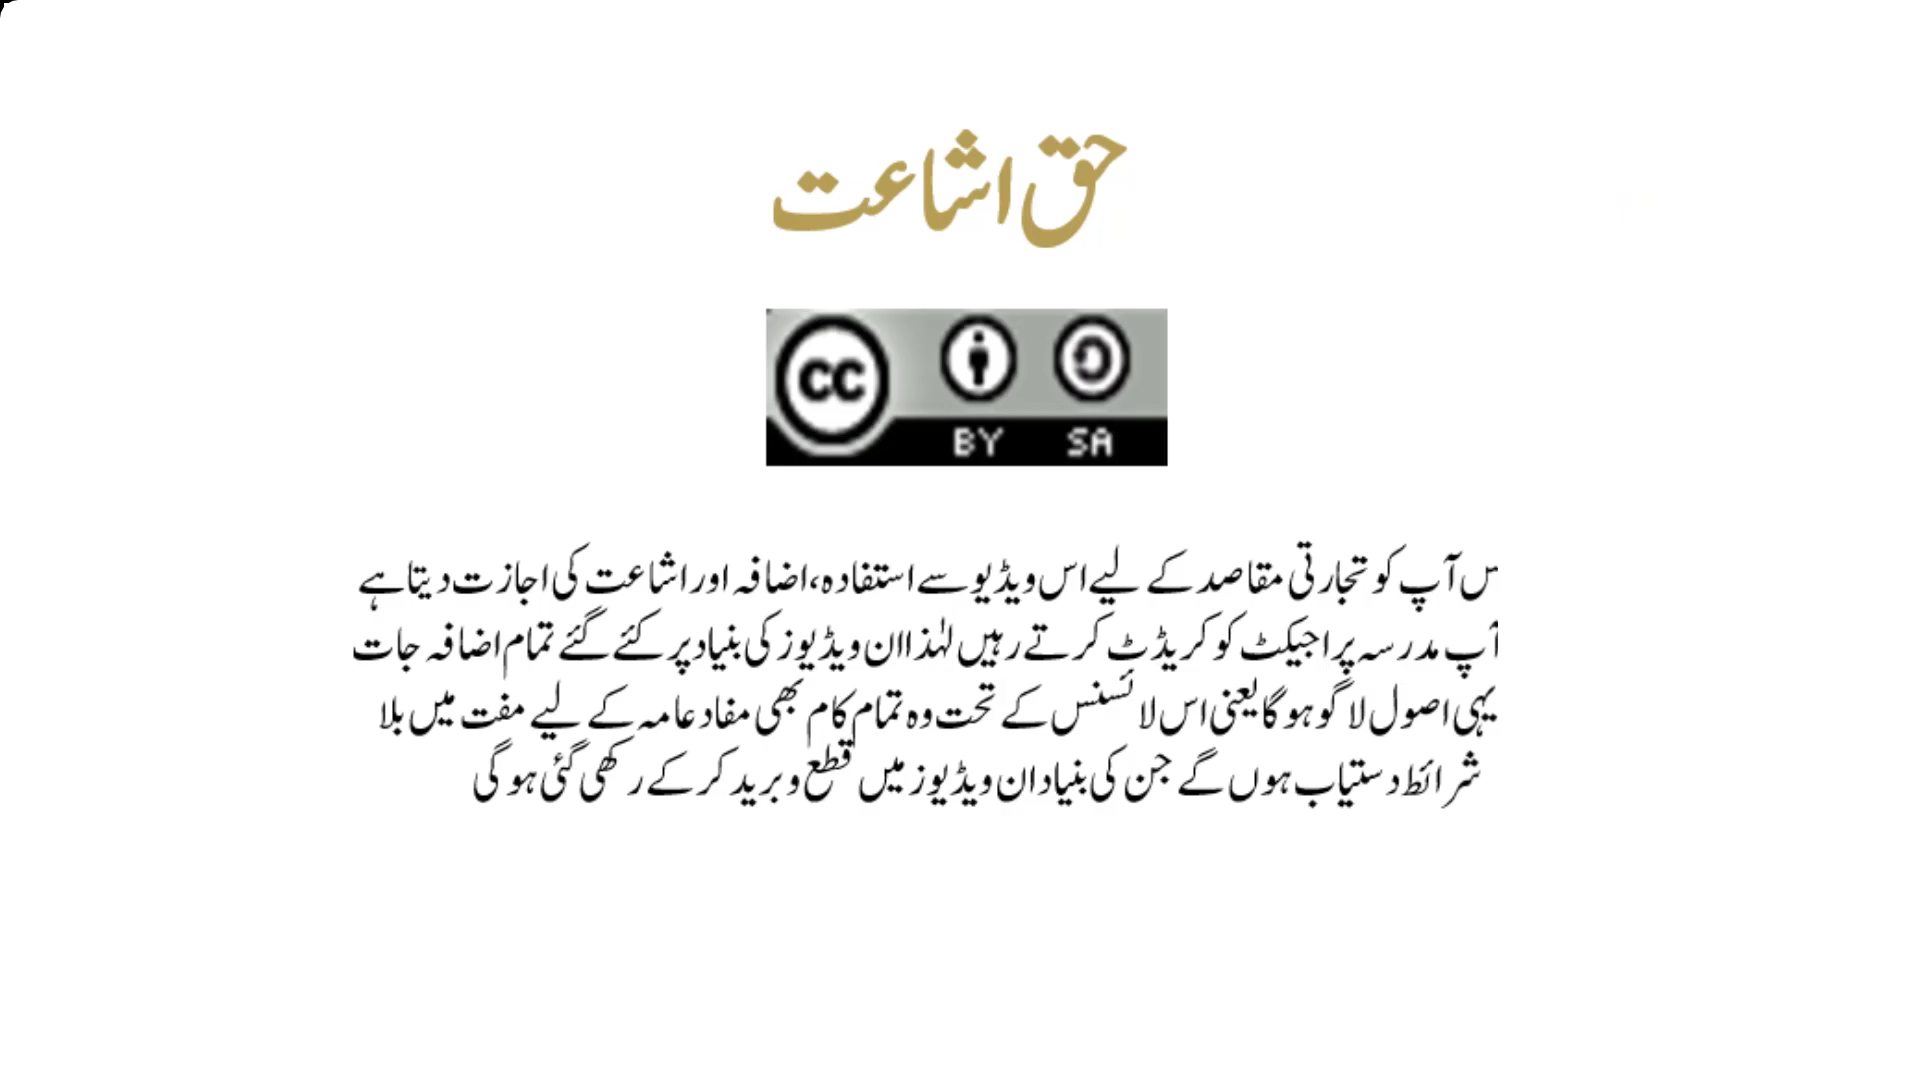 حق اشاعت
CC
BY SA
س آپ کو تجارتی مقاصد کے لیے اس ویڈیو سے استفادہ، اضافہ اور اشاعت کی اجازت دیتا ہے
آپ مدرسہ پراجیکٹ کو کریڈٹ کرتے رہیں لہٰذا ان ویڈیوز کی بنیاد پر کئے گئے تمام اضافہ جات
یہی اصول لاگو ہوگا یعنی اس لائسنس کے تحت وہ تمام کام بھی مفاد عامہ کے لیے مفت میں بلا
شرائط دستیاب ہوں گے جن کی بنیاد ان ویڈیوز میں قطع و برید کر کے رکھی گئی ہوگی